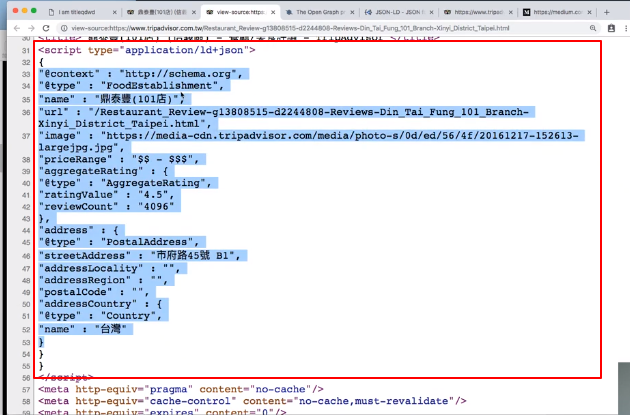 I am titleqdwd
鼎泰豐(101店) (信義
view-source:https://www.tripad
The Open Graph p
JSON-LD - JSON
https://www.tripad
https://medium.c
view-source:https://www.tripadvisor.com.tw/Restaurant_Review-g13808515-d2244808-Reviews-Din_Tai_Fung_101_Branch-Xinyi_District_Taipei.html
31 <script type="application/ld+json">
32 {
33 "@context" : "http://schema.org",
34 "@type" : "FoodEstablishment",
35 "name" : "鼎泰豐(101店)",
36 "url" : "/Restaurant_Review-g13808515-d2244808-Reviews-Din_Tai_Fung_101_Branch-
Xinyi_District_Taipei.html",
37 "image" : "https://media-cdn.tripadvisor.com/media/photo-s/0d/ed/56/4f/20161217-152613-
largejpg.jpg",
38 "priceRange" : "$$ - $$$",
39 "aggregateRating" : {
40 "@type" : "AggregateRating",
41 "ratingValue" : "4.5",
42 "reviewCount" : "4096"
43 },
44 "address" : {
45 "@type" : "PostalAddress",
46 "streetAddress" : "市府路45號 B1",
47 "addressLocality" : "",
48 "addressRegion" : "",
49 "postalCode" : "",
50 "addressCountry" : {
51 "@type" : "Country",
52 "name" : "台灣"
53 }
54 }
55 }
56 </script>
57 <meta http-equiv="pragma" content="no-cache"/>
58 <meta http-equiv="cache-control" content="no-cache,must-revalidate"/>
59 <meta http-equiv="expires" content="0"/>